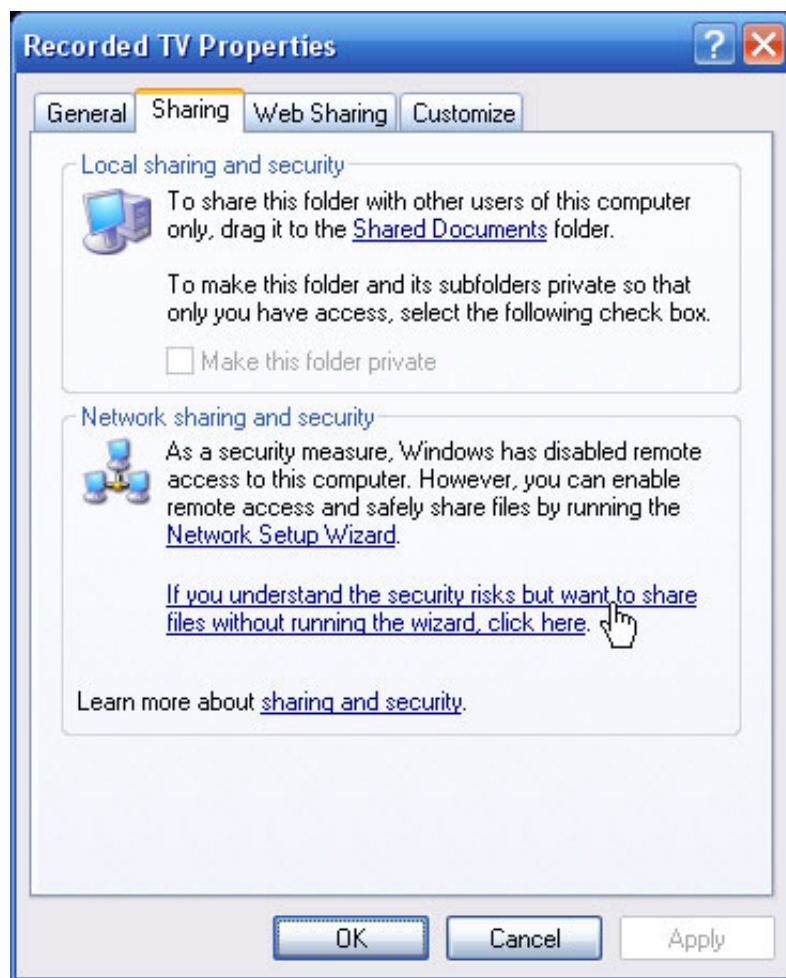 Recorded TV Properties
General Sharing Web Sharing Customize
Local sharing and security
To share this folder with other users of this computer
only, drag it to the Shared Documents folder.
To make this folder and its subfolders private so that
only you have access, select the following check box.
Make this folder private
Network sharing and security
As a security measure, Windows has disabled remote
access to this computer. However, you can enable
remote access and safely share files by running the
Network Setup Wizard.
If you understand the security risks but want to share
files without running the wizard, click here.
Learn more about sharing and security.
OK Cancel Apply